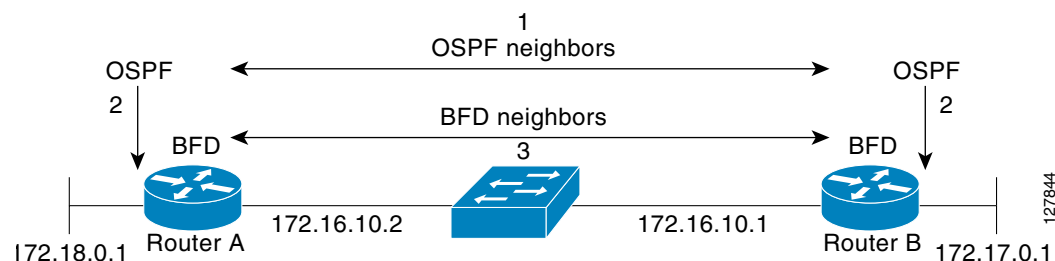 1
OSPF neighbors
OSPF
OSPF
2
2
BFD neighbors
BFD
3
BFD
172.16.10.2
172.16.10.1
Router A
Router B
172.18.0.1
172.17.0.1
127844